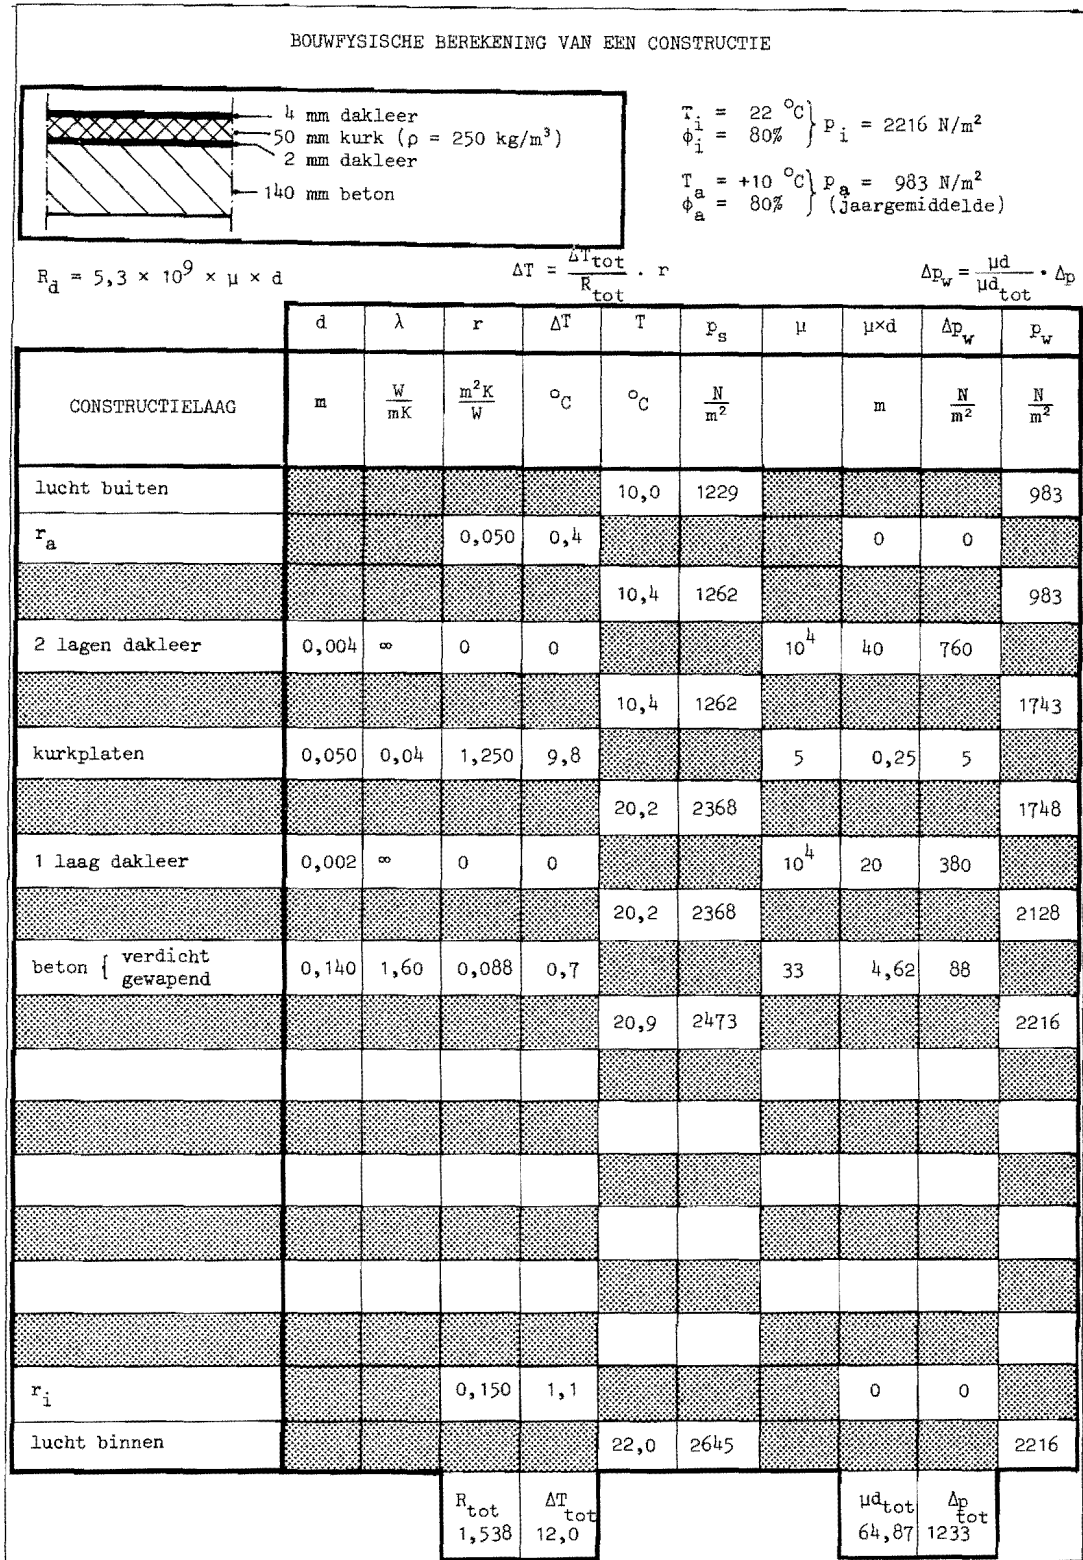 BOUWFYSISCHE BEREKENING VAN EEN CONSTRUCTIE
4 mm dakleer
50 mm kurk (ρ = 250 kg/m³)
2 mm dakleer
140 mm beton
T_i = 22 °C } p_i = 2216 N/m²
ϕ_i = 80%
T_a = +10 °C } p_a = 983 N/m²
ϕ_a = 80% (jaargemiddelde)
R_d = 5,3 × 10⁹ × μ × d ΔT = ΔT_tot / R_tot · r Δp_w = μd / μd_tot · Δp
d λ r ΔT T p_s μ μ×d Δp_w p_w
CONSTRUCTIELAAG m W/mK m²K/W °C °C N/m² m N/m² N/m²
lucht buiten 10,0 1229 983
r_a 0,050 0,4 0 0
10,4 1262 983
2 lagen dakleer 0,004 ∞ 0 0 10⁴ 40 760
10,4 1262 1743
kurkplaten 0,050 0,04 1,250 9,8 5 0,25 5
20,2 2368 1748
1 laag dakleer 0,002 ∞ 0 0 10⁴ 20 380
20,2 2368 2128
beton { verdicht gewapend 0,140 1,60 0,088 0,7 33 4,62 88
20,9 2473 2216
r_i 0,150 1,1 0 0
lucht binnen 22,0 2645 2216
R_tot ΔT_tot μd_tot Δp_tot
1,538 12,0 64,87 1233